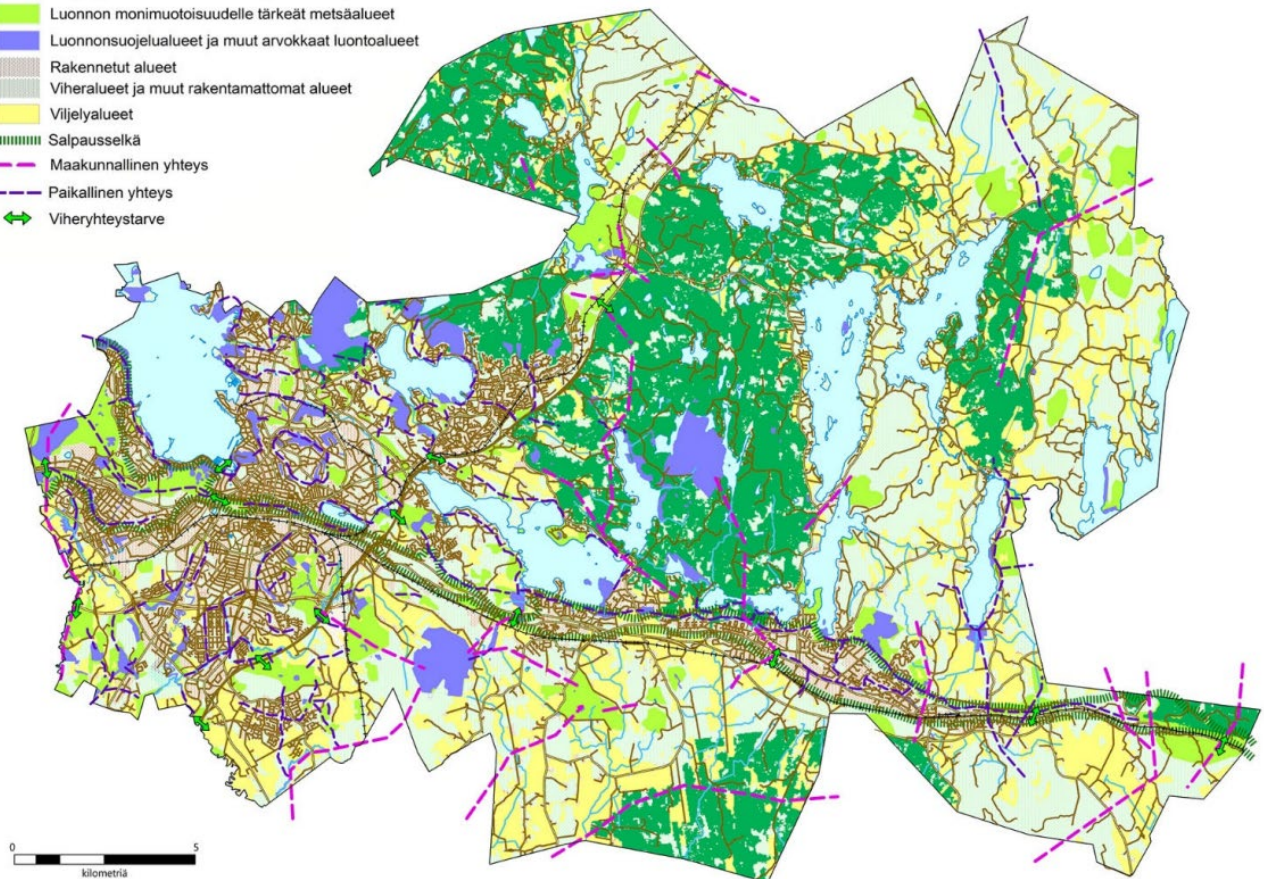 Luonnon monimuotoisuudelle tärkeät metsäalueet
Luonnonsuojelualueet ja muut arvokkaat luontoalueet
Rakennetut alueet
Viheralueet ja muut rakentamattomat alueet
Viljelyalueet
Salpausselkä
Maakunnallinen yhteys
Paikallinen yhteys
Viheryhteystarve
0 5
kilometriä